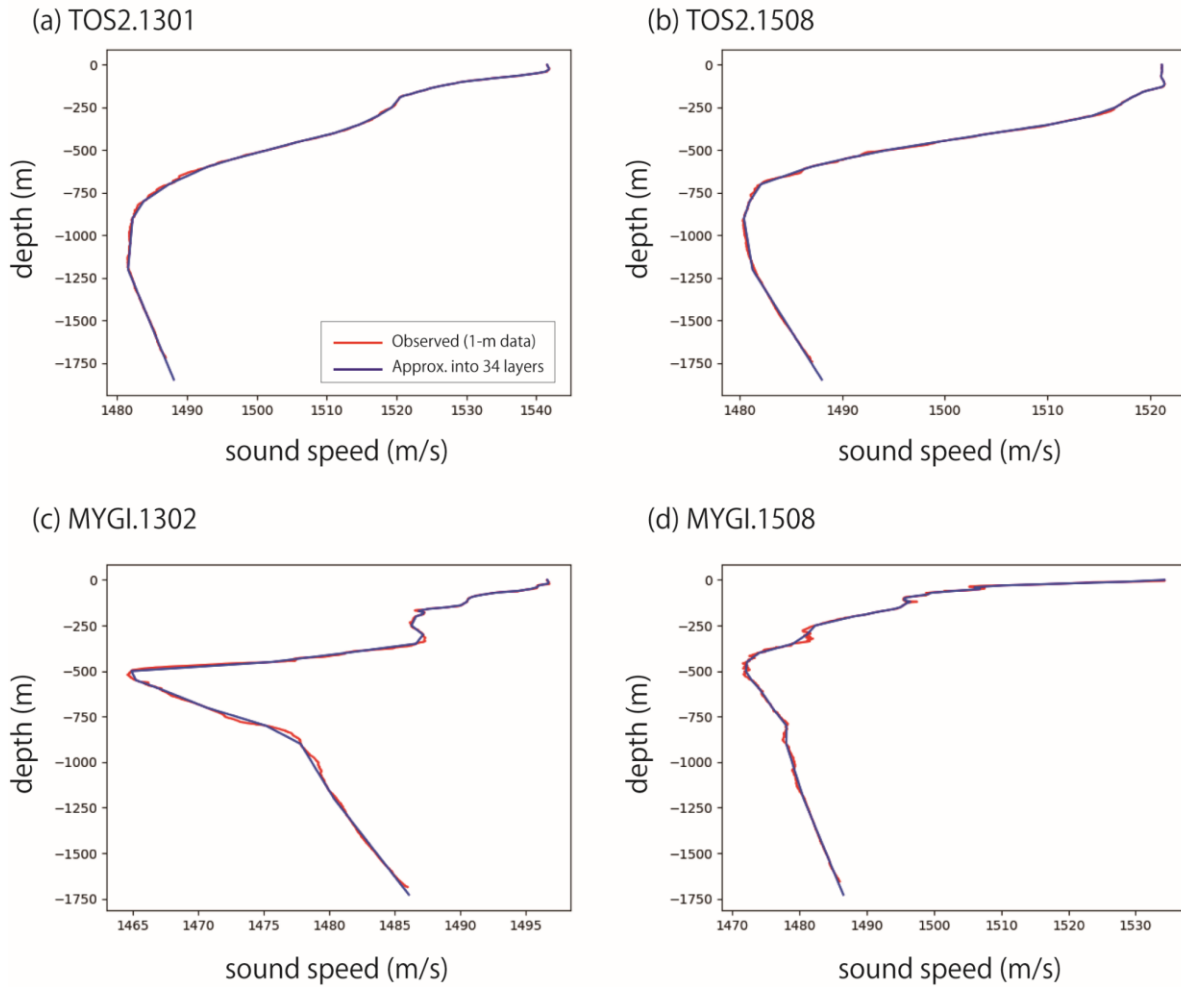 (a) TOS2.1301
0
−250
−500
−750
−1000
−1250
−1500
−1750
depth (m)
Observed (1-m data)
Approx. into 34 layers
1480 1490 1500 1510 1520 1530 1540
sound speed (m/s)
(b) TOS2.1508
0
−250
−500
−750
−1000
−1250
−1500
−1750
depth (m)
1480 1490 1500 1510 1520
sound speed (m/s)
(c) MYGI.1302
0
−250
−500
−750
−1000
−1250
−1500
−1750
depth (m)
1465 1470 1475 1480 1485 1490 1495
sound speed (m/s)
(d) MYGI.1508
0
−250
−500
−750
−1000
−1250
−1500
−1750
depth (m)
1470 1480 1490 1500 1510 1520 1530
sound speed (m/s)